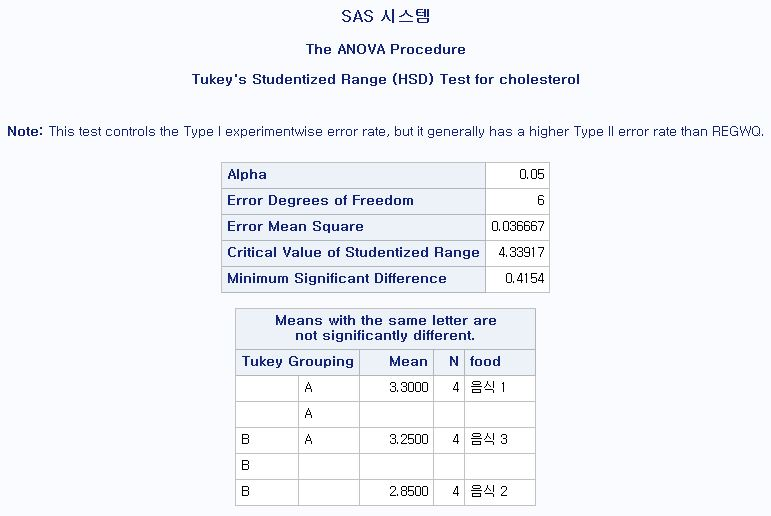 SAS 시스템
The ANOVA Procedure
Tukey's Studentized Range (HSD) Test for cholesterol
Note: This test controls the Type I experimentwise error rate, but it generally has a higher Type II error rate than REGWQ.
Alpha 0.05
Error Degrees of Freedom 6
Error Mean Square 0.036667
Critical Value of Studentized Range 4.33917
Minimum Significant Difference 0.4154
Means with the same letter are
not significantly different.
Tukey Grouping Mean N food
A 3.3000 4 음식 1
A
B A 3.2500 4 음식 3
B
B 2.8500 4 음식 2